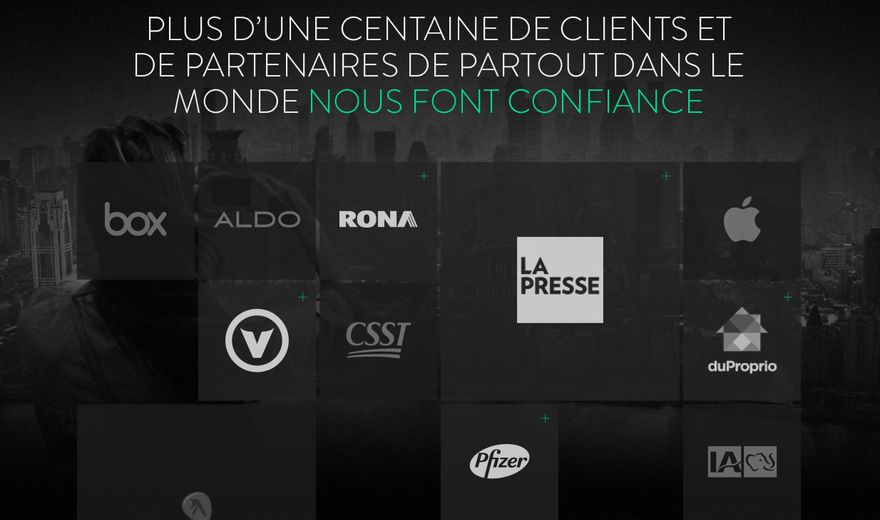 PLUS D'UNE CENTAINE DE CLIENTS ET
DE PARTENAIRES DE PARTOUT DANS LE
MONDE NOUS FONT CONFIANCE
box
ALDO
RONA
LA
PRESSE
V
CSST
duProprio
Pfizer
IA